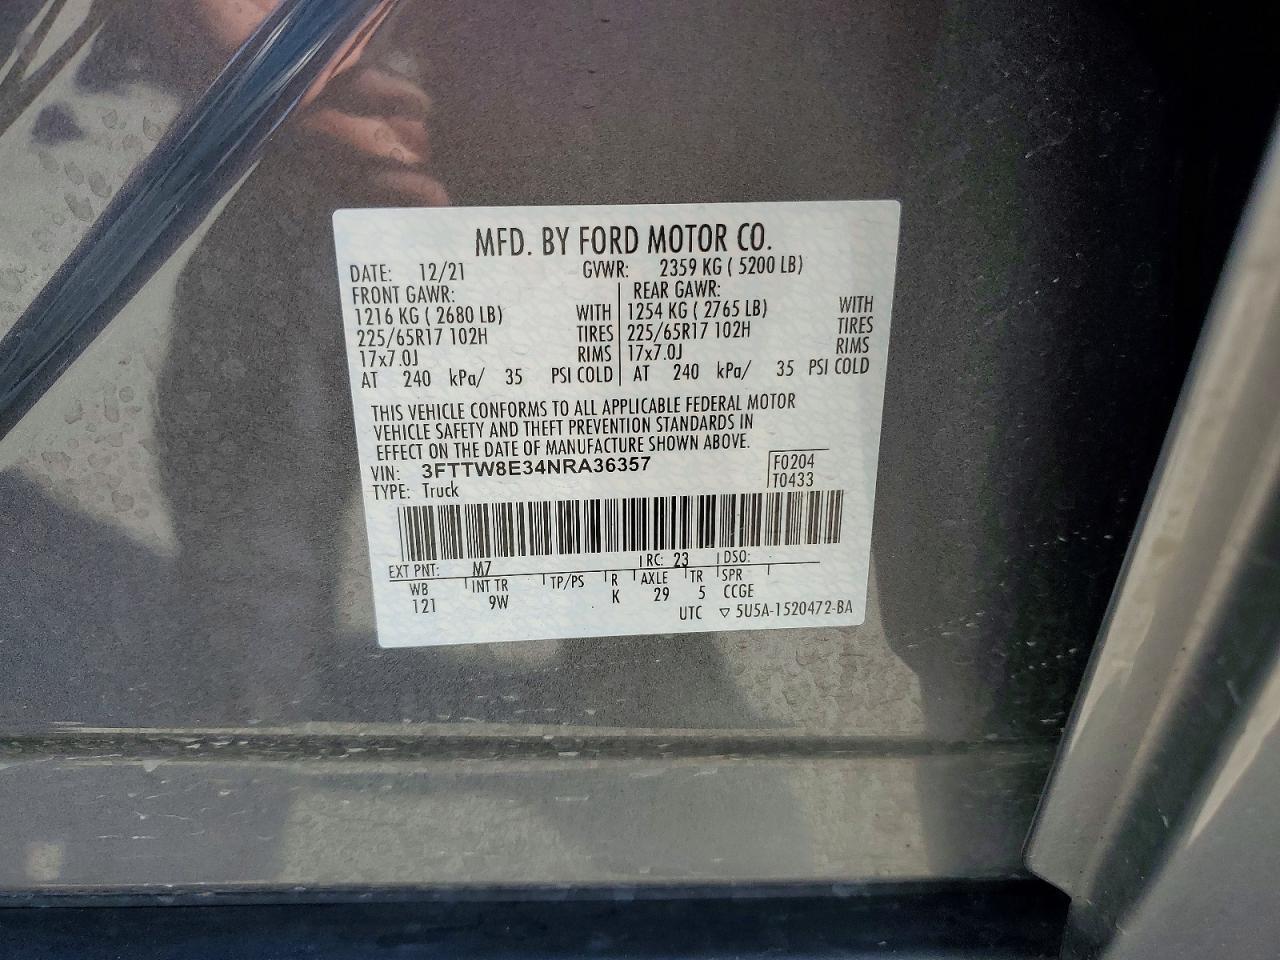 MFD. BY FORD MOTOR CO.
DATE: 12/21 GVWR: 2359 KG ( 5200 LB)
FRONT GAWR: REAR GAWR:
1216 KG ( 2680 LB) WITH 1254 KG ( 2765 LB) WITH
225/65R17 102H TIRES 225/65R17 102H TIRES
17x7.0J RIMS 17x7.0J RIMS
AT 240 kPa/ 35 PSI COLD AT 240 kPa/ 35 PSI COLD
THIS VEHICLE CONFORMS TO ALL APPLICABLE FEDERAL MOTOR
VEHICLE SAFETY AND THEFT PREVENTION STANDARDS IN
EFFECT ON THE DATE OF MANUFACTURE SHOWN ABOVE.
VIN: 3FTTW8E34NRA36357 F0204
TYPE: Truck T0433
EXT PNT: M7 RC: 23 DSO:
WB INT TR TP/PS R AXLE TR SPR
121 9W K 29 5 CCGE
UTC ▽ 5U5A-1520472-BA